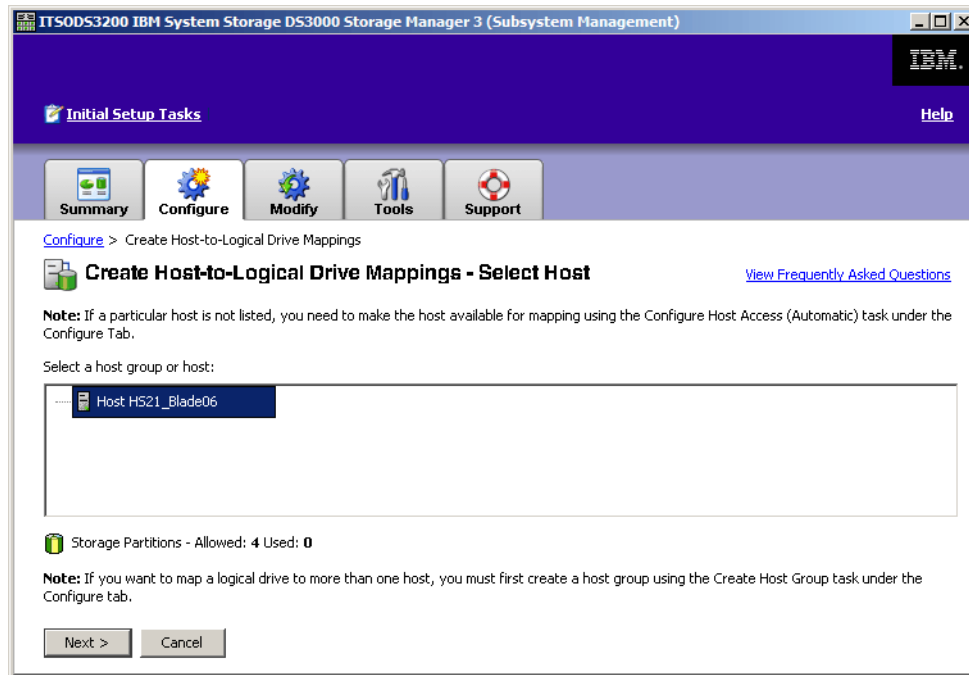 ITSODS3200 IBM System Storage DS3000 Storage Manager 3 (Subsystem Management)
IBM.
Initial Setup Tasks
Help
Summary
Configure
Modify
Tools
Support
Configure > Create Host-to-Logical Drive Mappings
Create Host-to-Logical Drive Mappings - Select Host
View Frequently Asked Questions
Note: If a particular host is not listed, you need to make the host available for mapping using the Configure Host Access (Automatic) task under the
Configure Tab.
Select a host group or host:
Host HS21_Blade06
Storage Partitions - Allowed: 4 Used: 0
Note: If you want to map a logical drive to more than one host, you must first create a host group using the Create Host Group task under the
Configure tab.
Next >
Cancel